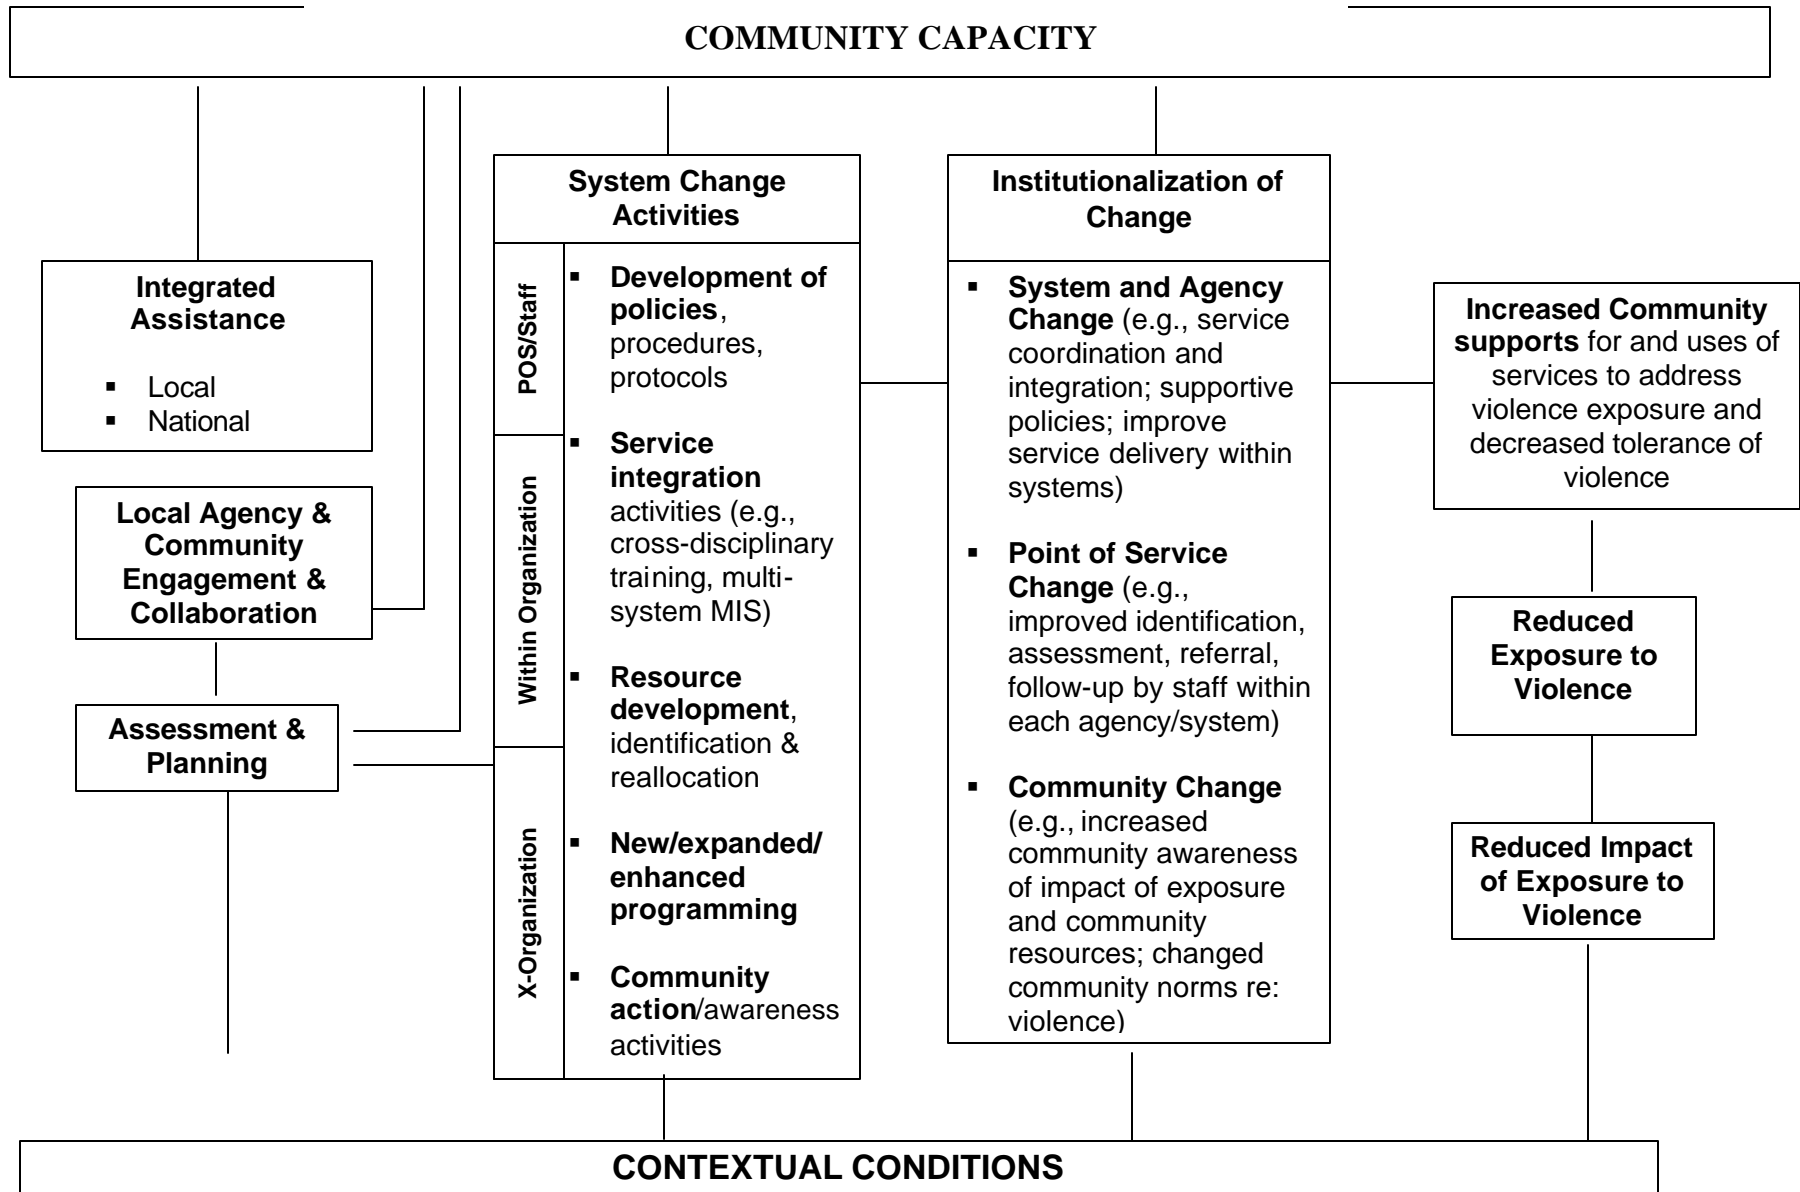 COMMUNITY CAPACITY
Integrated
Assistance
▪ Local
▪ National
Local Agency &
Community
Engagement &
Collaboration
Assessment &
Planning
System Change
Activities
POS/Staff
Within Organization
X-Organization
▪ Development of
policies,
procedures,
protocols
▪ Service
integration
activities (e.g.,
cross-disciplinary
training, multi-
system MIS)
▪ Resource
development,
identification &
reallocation
▪ New/expanded/
enhanced
programming
▪ Community
action/awareness
activities
Institutionalization of
Change
▪ System and Agency
Change (e.g., service
coordination and
integration; supportive
policies; improve
service delivery within
systems)
▪ Point of Service
Change (e.g.,
improved identification,
assessment, referral,
follow-up by staff within
each agency/system)
▪ Community Change
(e.g., increased
community awareness
of impact of exposure
and community
resources; changed
community norms re:
violence)
Increased Community
supports for and uses of
services to address
violence exposure and
decreased tolerance of
violence
Reduced
Exposure to
Violence
Reduced Impact
of Exposure to
Violence
CONTEXTUAL CONDITIONS